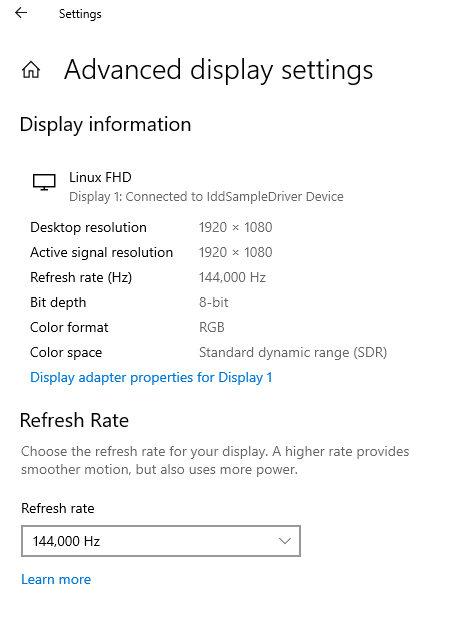 Settings
Advanced display settings
Display information
Linux FHD
Display 1: Connected to IddSampleDriver Device
Desktop resolution 1920 × 1080
Active signal resolution 1920 × 1080
Refresh rate (Hz) 144,000 Hz
Bit depth 8-bit
Color format RGB
Color space Standard dynamic range (SDR)
Display adapter properties for Display 1
Refresh Rate
Choose the refresh rate for your display. A higher rate provides
smoother motion, but also uses more power.
Refresh rate
144,000 Hz
Learn more